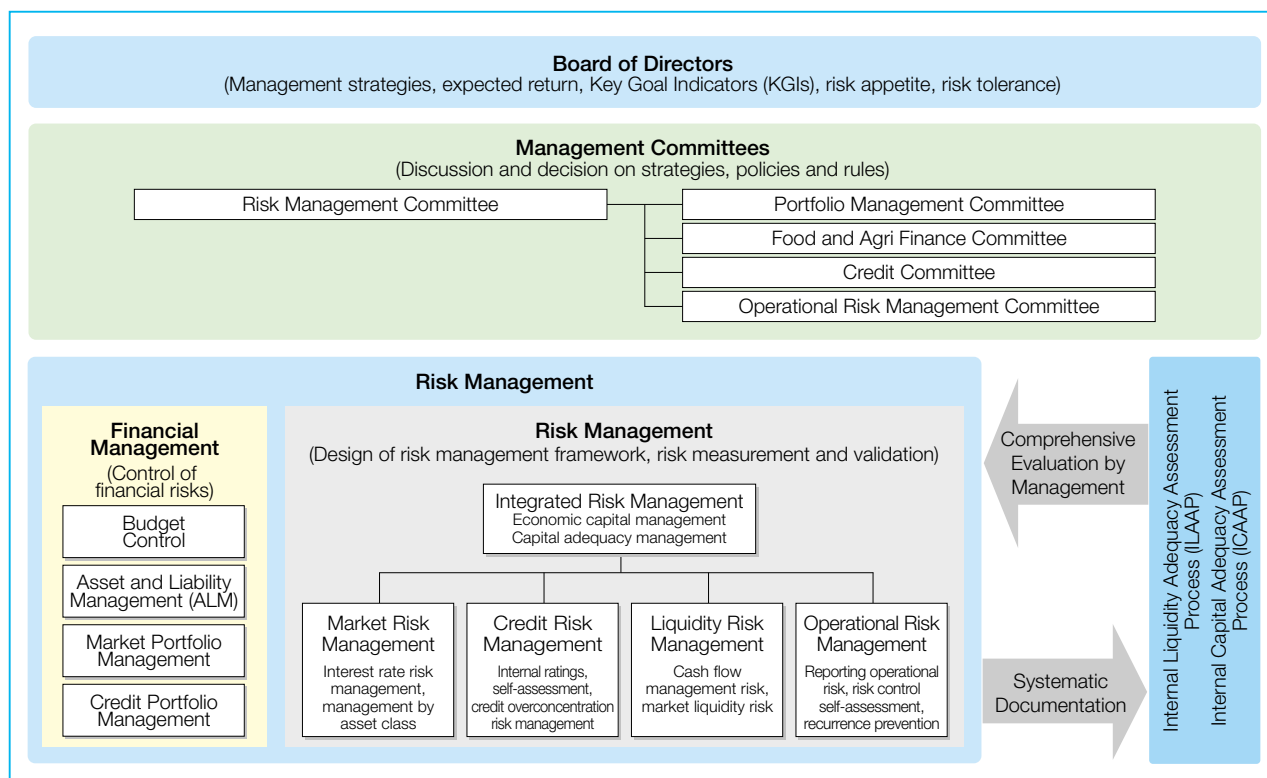 Board of Directors
(Management strategies, expected return, Key Goal Indicators (KGIs), risk appetite, risk tolerance)
Management Committees
(Discussion and decision on strategies, policies and rules)
Risk Management Committee
Portfolio Management Committee
Food and Agri Finance Committee
Credit Committee
Operational Risk Management Committee
Risk Management
Financial
Management
(Control of
financial risks)
Budget
Control
Asset and Liability
Management (ALM)
Market Portfolio
Management
Credit Portfolio
Management
Risk Management
(Design of risk management framework, risk measurement and validation)
Integrated Risk Management
Economic capital management
Capital adequacy management
Market Risk
Management
Interest rate risk
management,
management by
asset class
Credit Risk
Management
Internal ratings,
self-assessment,
credit overconcentration
risk management
Liquidity Risk
Management
Cash flow
management risk,
market liquidity risk
Operational Risk
Management
Reporting operational
risk, risk control
self-assessment,
recurrence prevention
Comprehensive
Evaluation by
Management
Systematic
Documentation
Internal Liquidity Adequacy Assessment
Process (ILAAP)
Internal Capital Adequacy Assessment
Process (ICAAP)